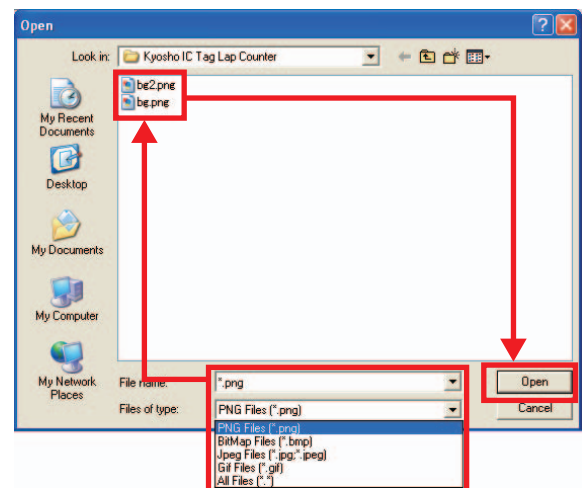 Open
Look in: Kyosho IC Tag Lap Counter
bg2.png
bg.png
My Recent
Documents
Desktop
My Documents
My Computer
My Network
Places
File name: *.png Open
Files of type: PNG Files (*.png) Cancel
PNG Files (*.png)
BitMap Files (*.bmp)
Jpeg Files (*.jpg;*.jpeg)
Gif Files (*.gif)
All Files (*.*)